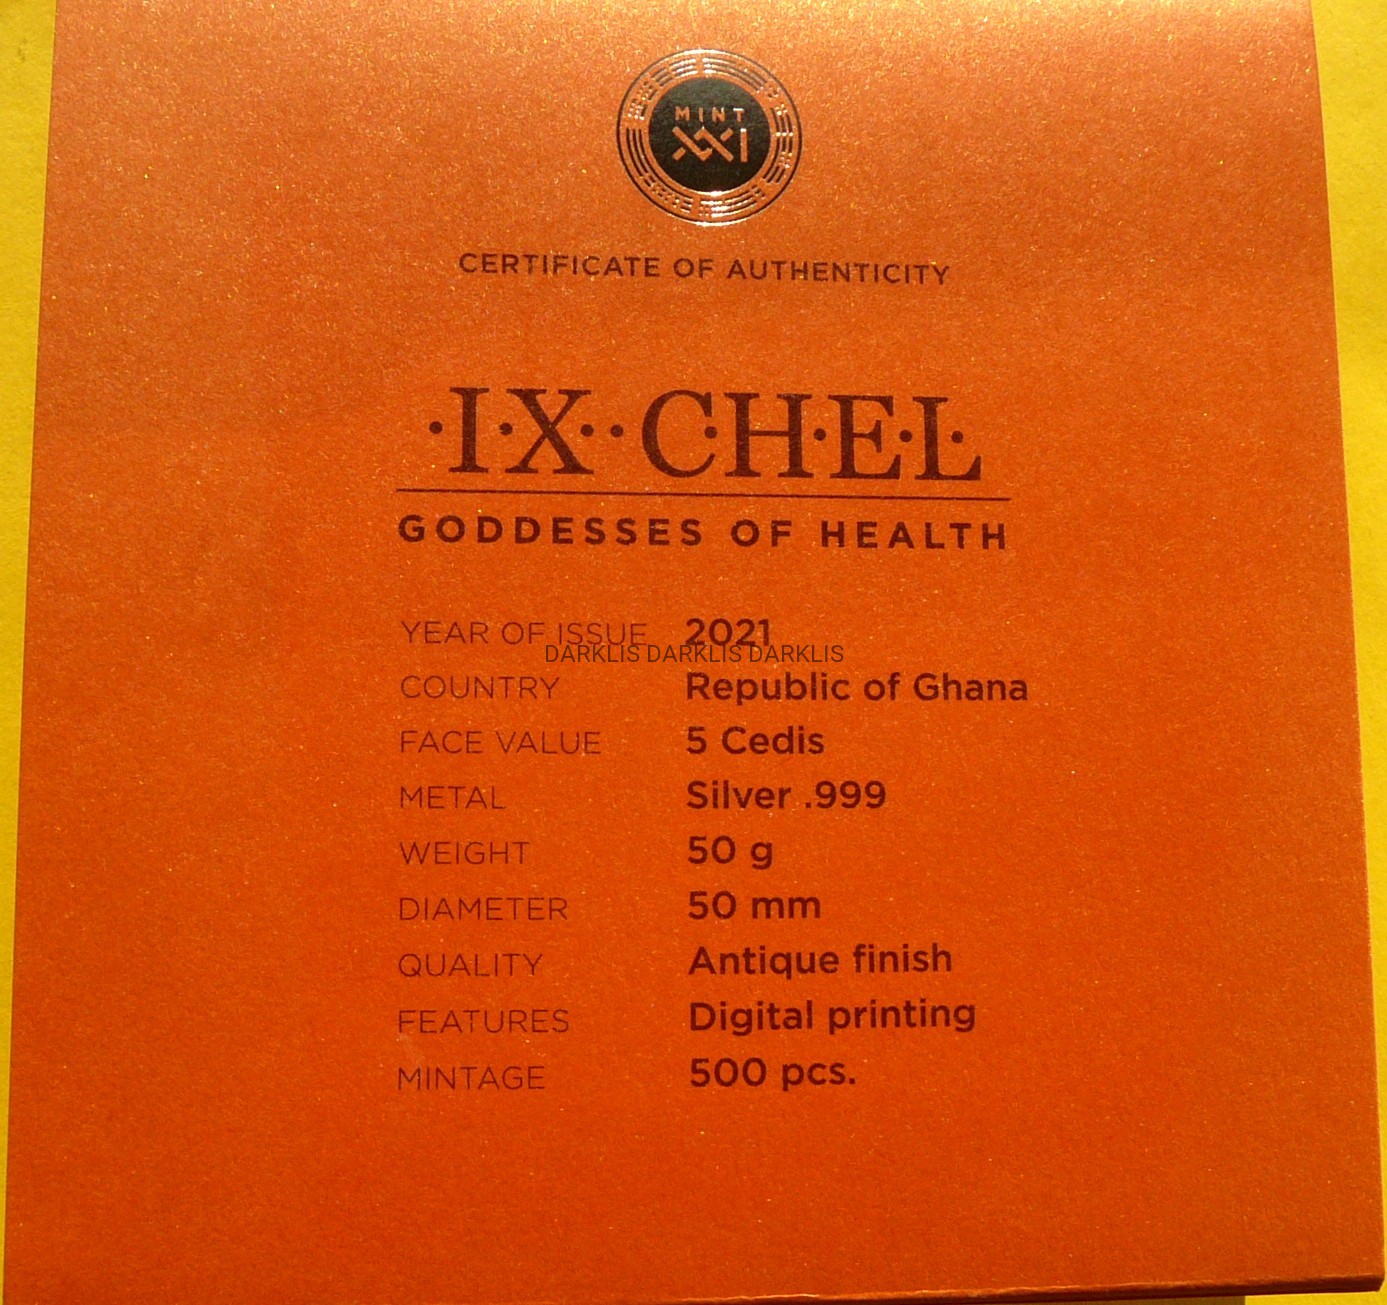 MINT
XXI
CERTIFICATE OF AUTHENTICITY
·I·X··C·H·E·L·
GODDESSES OF HEALTH
YEAR OF ISSUE 2021
DARKLIS DARKLIS DARKLIS
COUNTRY Republic of Ghana
FACE VALUE 5 Cedis
METAL Silver .999
WEIGHT 50 g
DIAMETER 50 mm
QUALITY Antique finish
FEATURES Digital printing
MINTAGE 500 pcs.